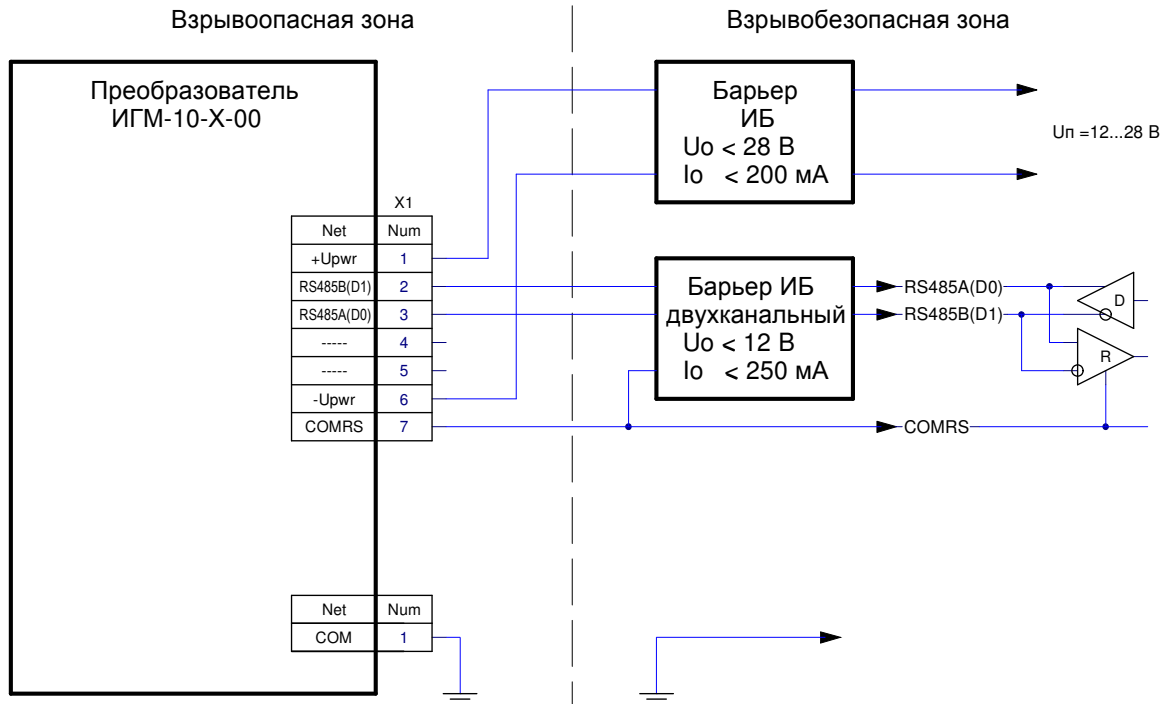 Взрывоопасная зона
Взрывобезопасная зона
Преобразователь
ИГМ-10-Х-00
Барьер
ИБ
Uo < 28 В
Io < 200 мА
Uп =12...28 В
X1
Net Num
+Upwr 1
RS485B(D1) 2
RS485A(D0) 3
----- 4
----- 5
-Upwr 6
COMRS 7
Барьер ИБ
двухканальный
Uo < 12 В
Io < 250 мА
RS485A(D0)
RS485B(D1)
D
R
COMRS
Net Num
COM 1